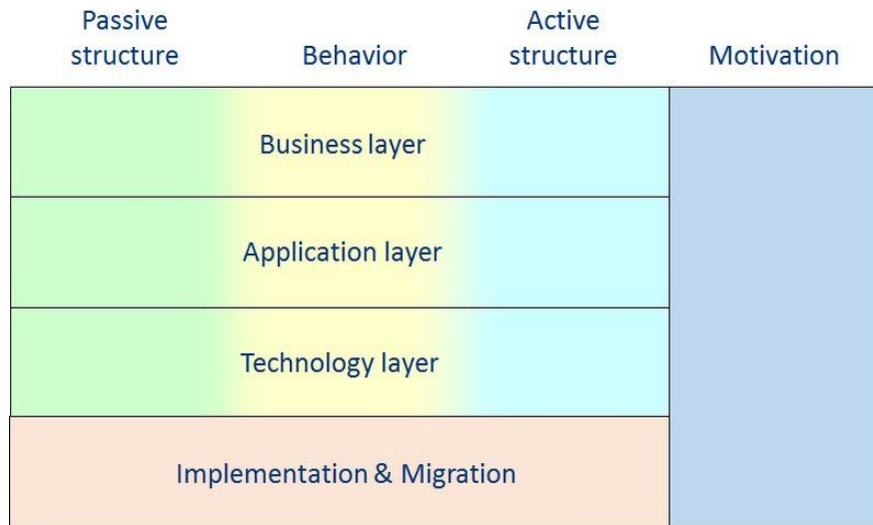 Passive
structure
Behavior
Active
structure
Motivation
Business layer
Application layer
Technology layer
Implementation & Migration